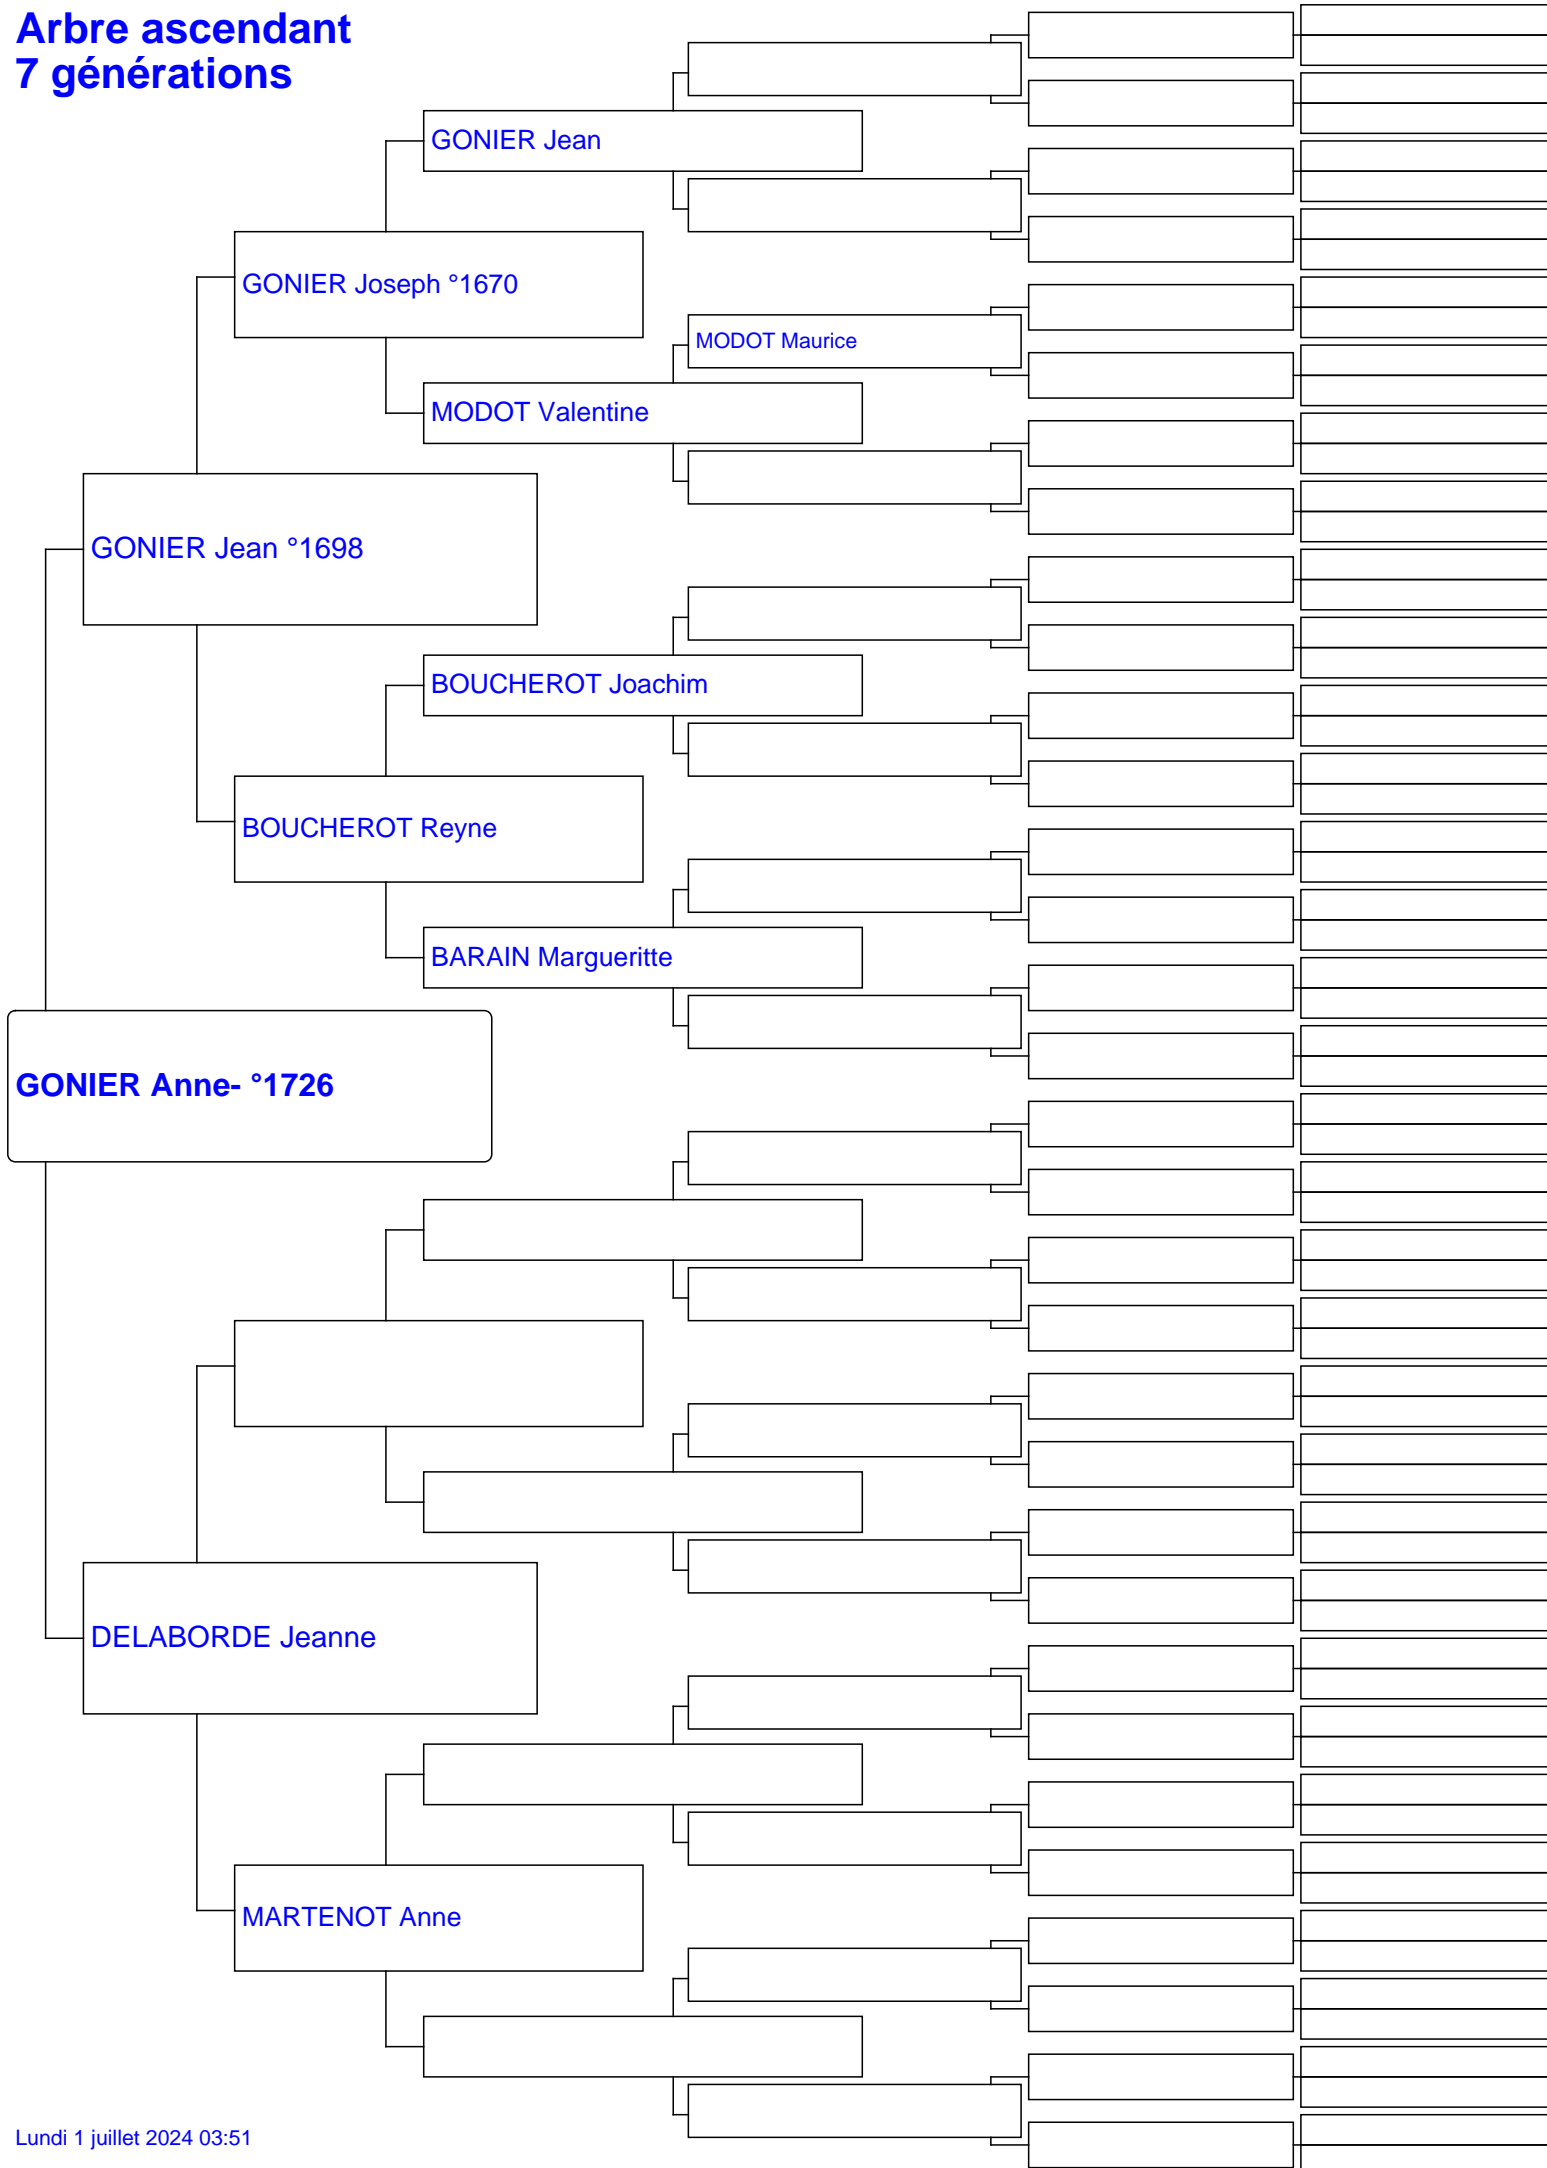 Arbre ascendant
7 générations
GONIER Jean
GONIER Joseph °1670
MODOT Maurice
MODOT Valentine
GONIER Jean °1698
BOUCHEROT Joachim
BOUCHEROT Reyne
BARAIN Margueritte
GONIER Anne- °1726
DELABORDE Jeanne
MARTENOT Anne
Lundi 1 juillet 2024 03:51